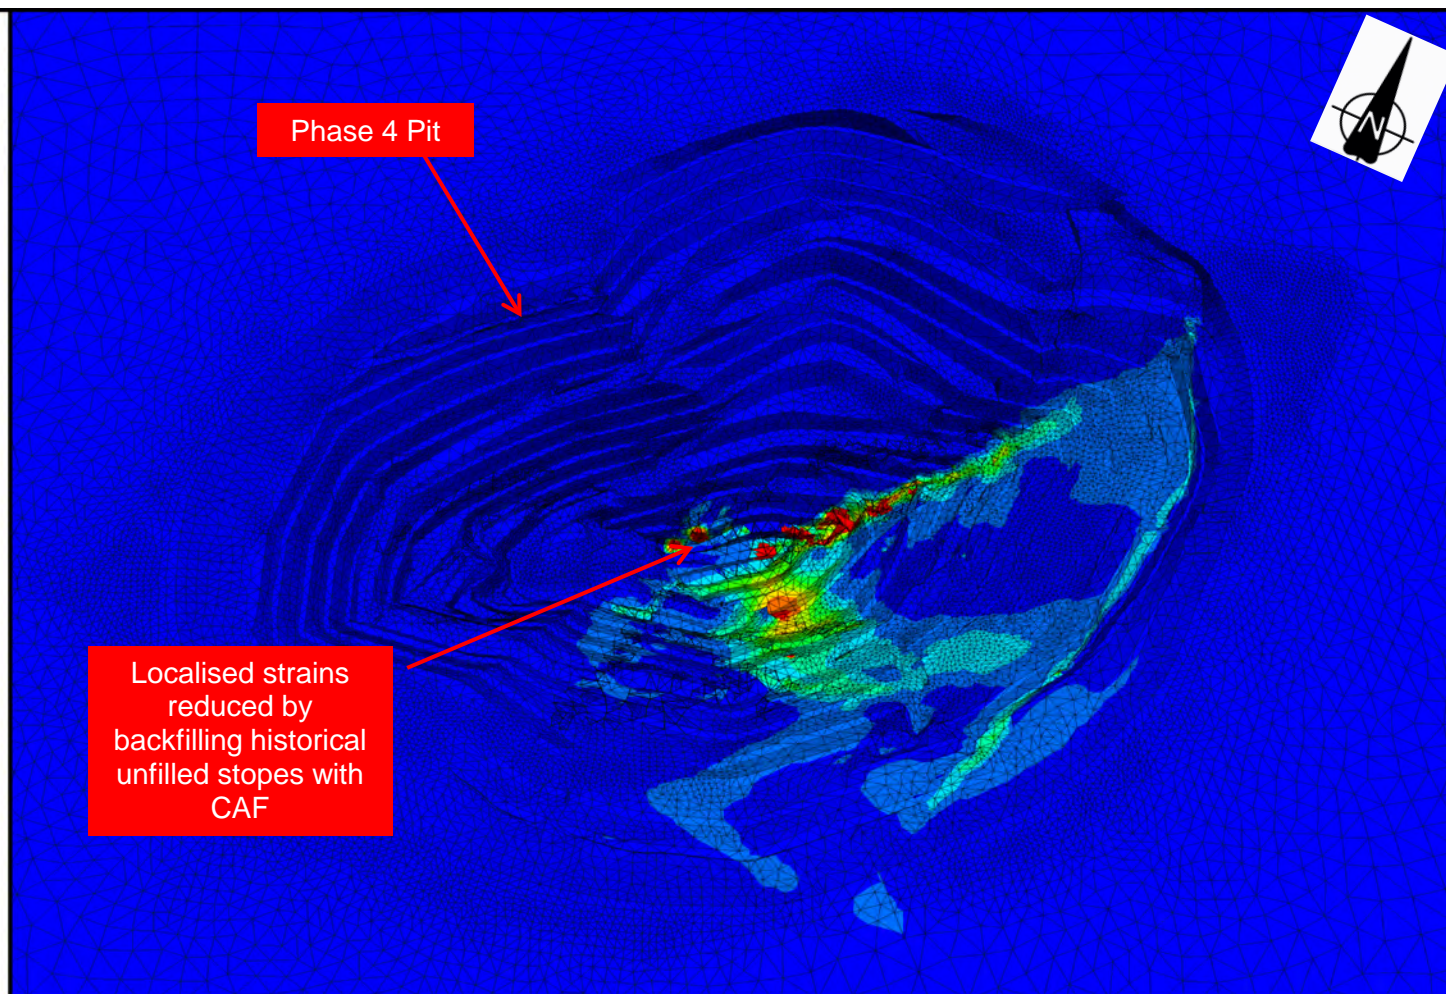 Phase 4 Pit
N
Localised strains
reduced by
backfilling historical
unfilled stopes with
CAF